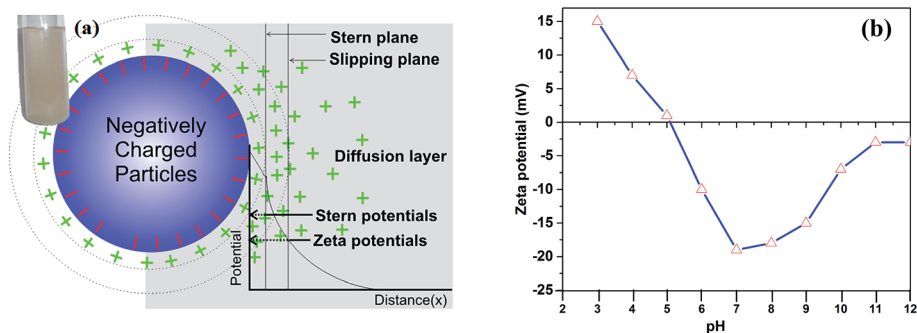 (a)
Stern plane
Slipping plane
Negatively
Charged
Particles
Diffusion layer
Stern potentials
Zeta potentials
Potential
Distance(x)
(b)
Zeta potential (mV)
15
10
5
0
-5
-10
-15
-20
-25
2 3 4 5 6 7 8 9 10 11 12
pH